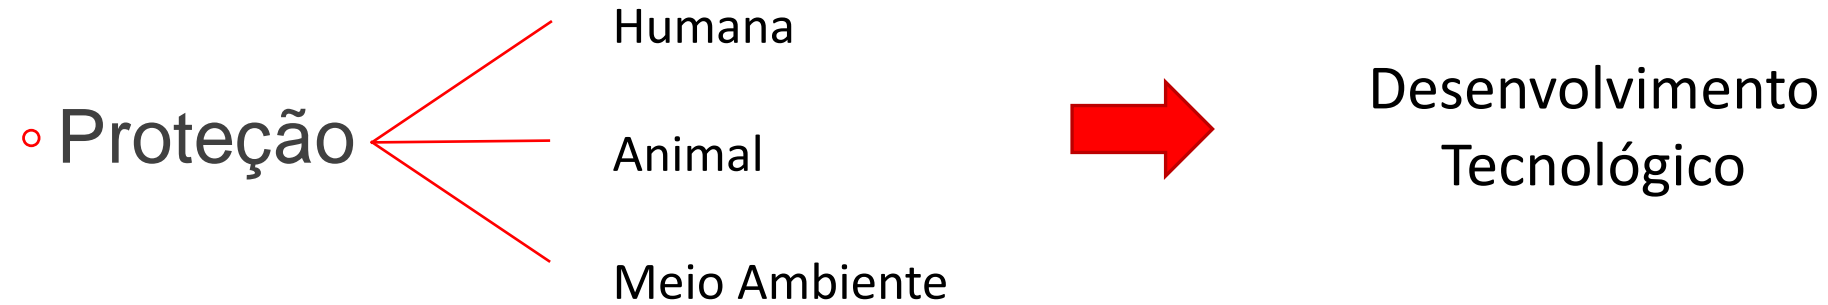 Proteção
Humana
Animal
Meio Ambiente
Desenvolvimento
Tecnológico